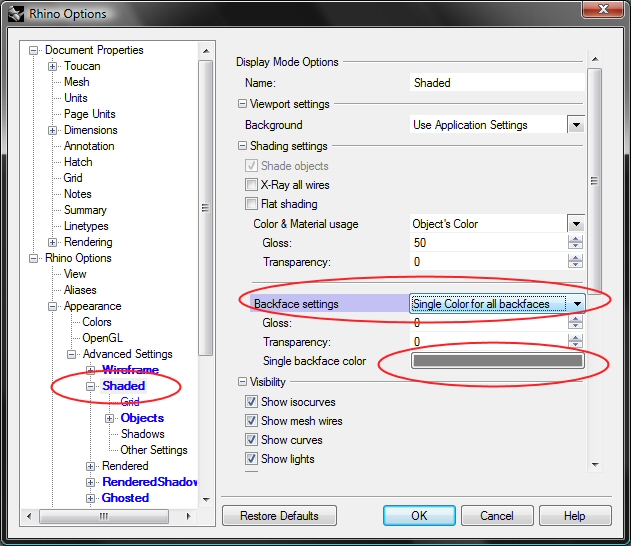 Rhino Options
Document Properties
Toucan
Mesh
Units
Page Units
Dimensions
Annotation
Hatch
Grid
Notes
Summary
Linetypes
Rendering
Rhino Options
View
Aliases
Appearance
Colors
OpenGL
Advanced Settings
Wireframe
Shaded
Grid
Objects
Shadows
Other Settings
Rendered
RenderedShadow
Ghosted
Display Mode Options
Name: Shaded
Viewport settings
Background Use Application Settings
Shading settings
Shade objects
X-Ray all wires
Flat shading
Color & Material usage Object's Color
Gloss: 50
Transparency: 0
Backface settings Single Color for all backfaces
Gloss: 0
Transparency: 0
Single backface color
Visibility
Show isocurves
Show mesh wires
Show curves
Show lights
Restore Defaults OK Cancel Help